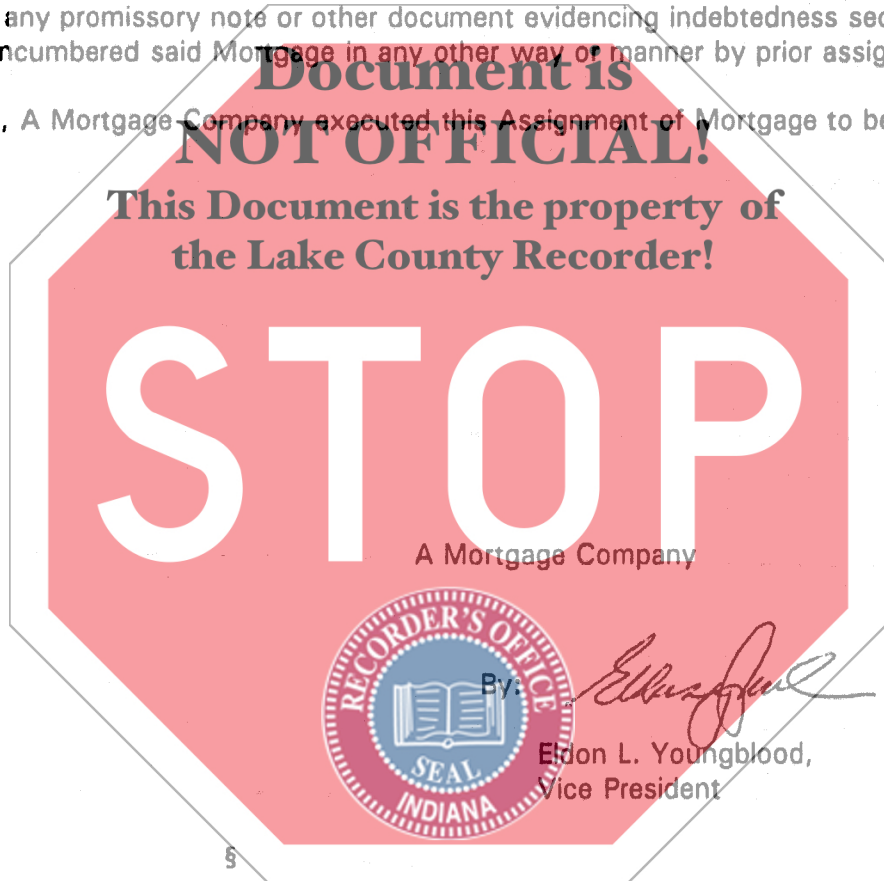 any promissory note or other document evidencing indebtedness sec
ncumbered said Mortgage in any other way or manner by prior assig
Document is
, A Mortgage Company executed this Assignment of Mortgage to be
NOT OFFICIAL!
This Document is the property of
the Lake County Recorder!
STOP
A Mortgage Company
RECORDER'S OFFICE
By:
SEAL
INDIANA
Eldon L. Youngblood,
Vice President
§